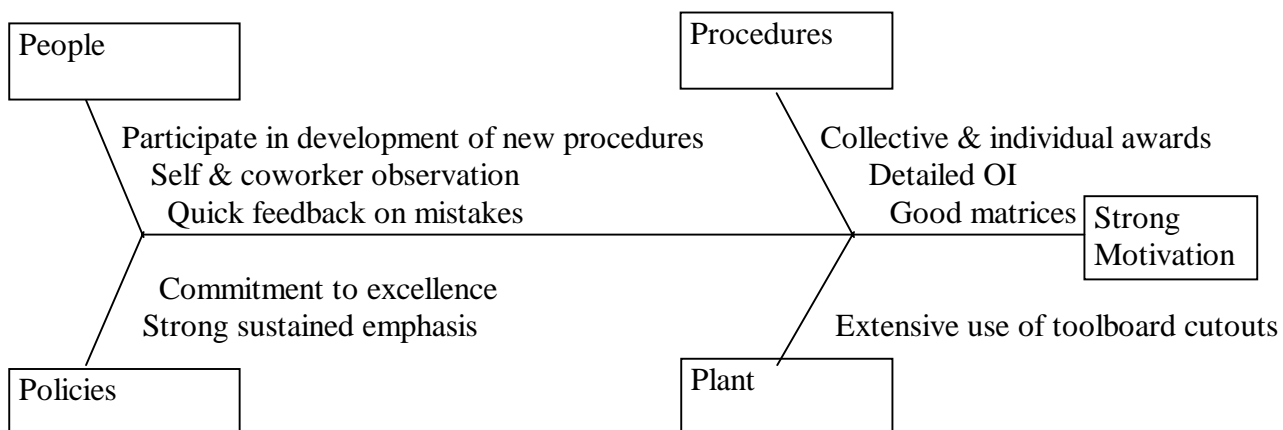 People
Procedures
Participate in development of new procedures
Self & coworker observation
Quick feedback on mistakes
Collective & individual awards
Detailed OI
Good matrices
Strong
Motivation
Commitment to excellence
Strong sustained emphasis
Extensive use of toolboard cutouts
Policies
Plant